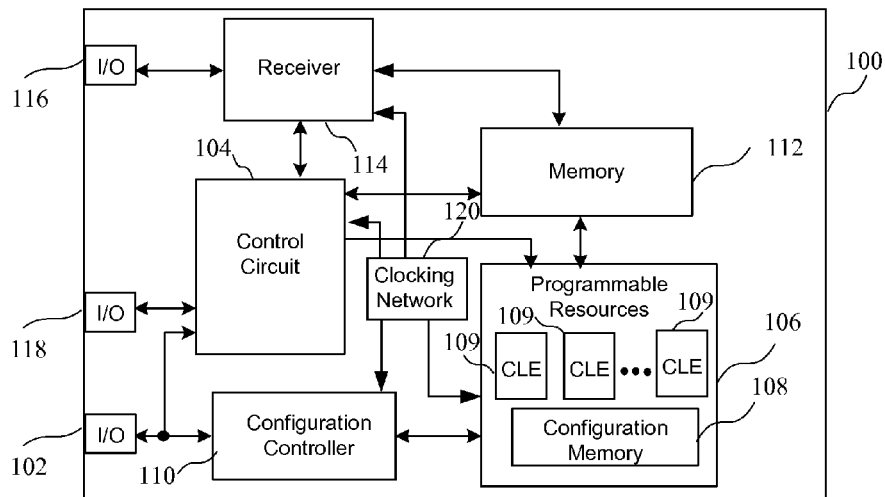 I/O
Receiver
100
116
104
114
Memory
112
120
Control
Circuit
Clocking
Network
Programmable
Resources
109
109
109
106
I/O
118
CLE
CLE
CLE
108
I/O
Configuration
Controller
Configuration
Memory
102
110